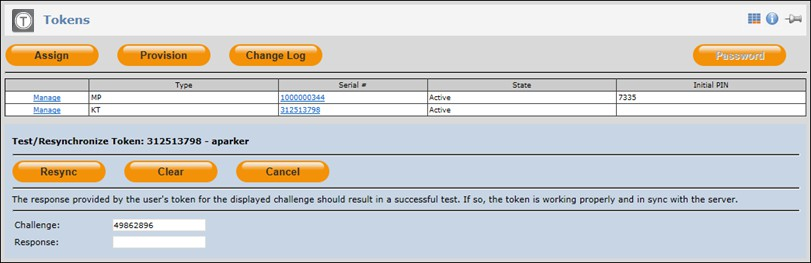 T Tokens
Assign Provision Change Log Password
Type Serial # State Initial PIN
Manage MP 1000000344 Active 7335
Manage KT 312513798 Active
Test/Resynchronize Token: 312513798 - aparker
Resync Clear Cancel
The response provided by the user's token for the displayed challenge should result in a successful test. If so, the token is working properly and in sync with the server.
Challenge: 49862896
Response: